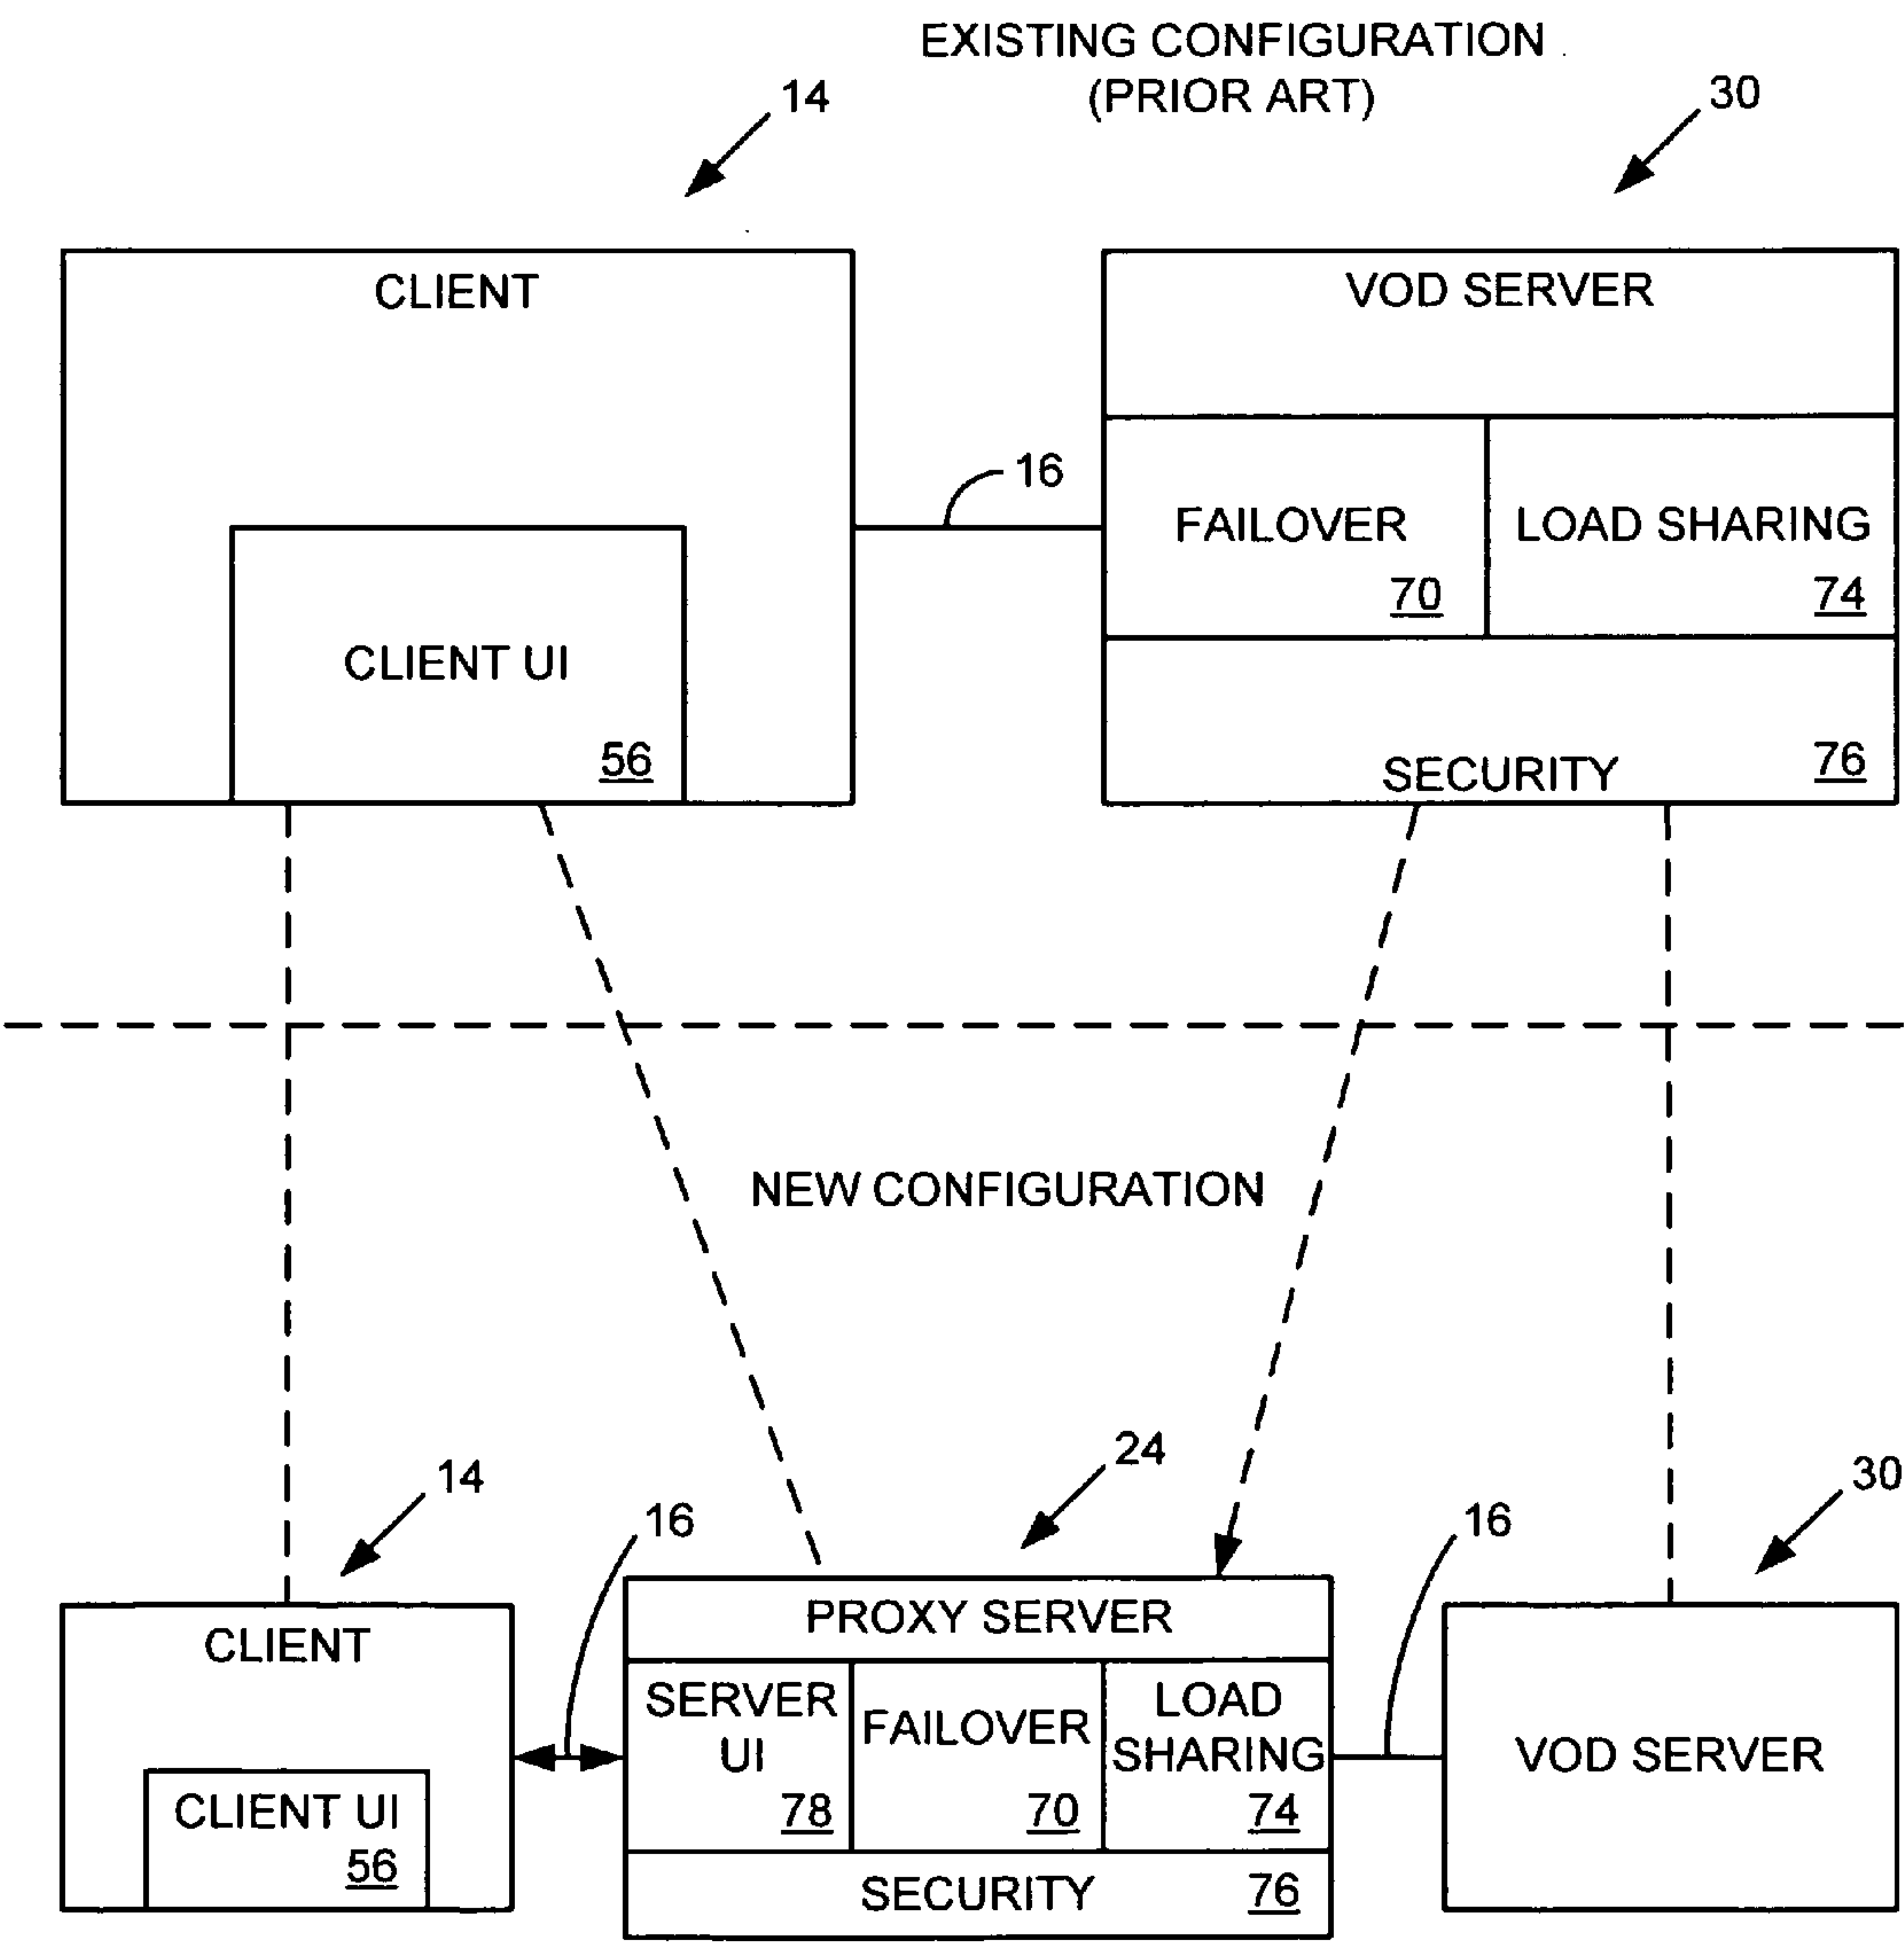 EXISTING CONFIGURATION
(PRIOR ART)
14
30
CLIENT
VOD SERVER
16
FAILOVER
70
LOAD SHARING
74
CLIENT UI
56
SECURITY
76
NEW CONFIGURATION
14
16
24
16
30
CLIENT
CLIENT UI
56
PROXY SERVER
SERVER
UI
78
FAILOVER
70
LOAD
SHARING
74
SECURITY
76
VOD SERVER